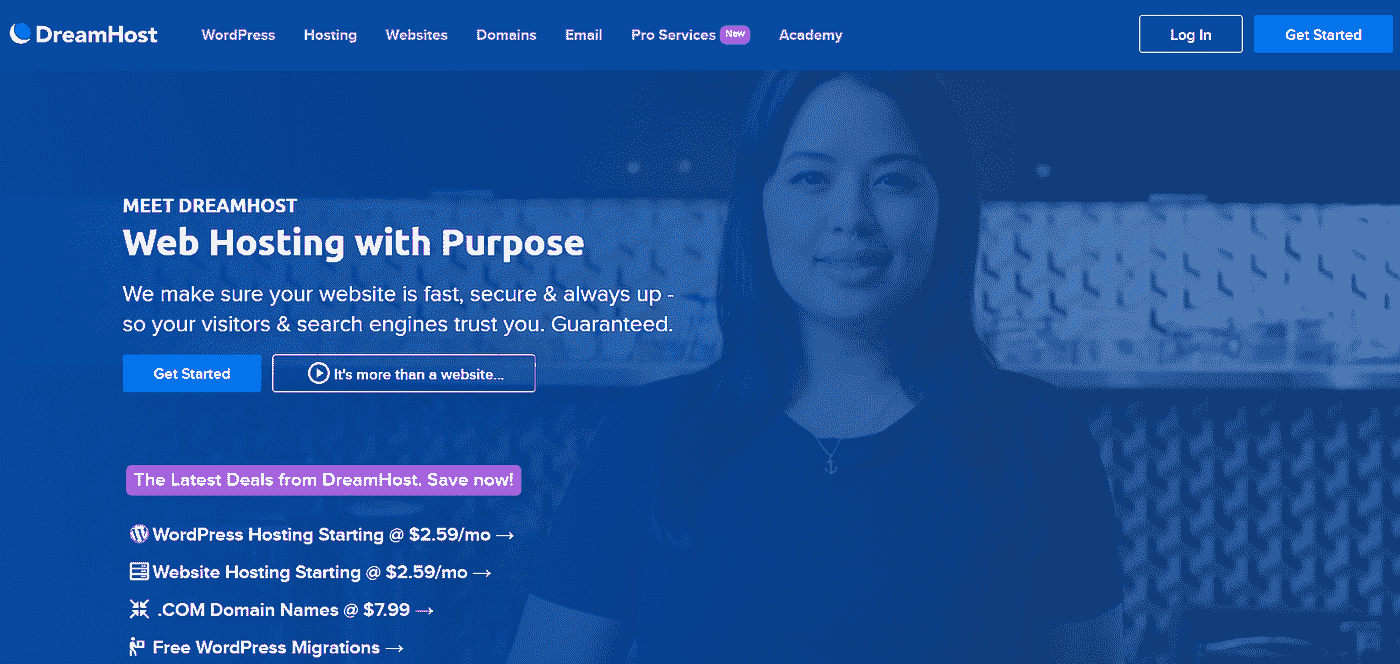 DreamHost
WordPress Hosting Websites Domains Email Pro Services New Academy
Log In Get Started
MEET DREAMHOST
Web Hosting with Purpose
We make sure your website is fast, secure & always up -
so your visitors & search engines trust you. Guaranteed.
Get Started It's more than a website...
The Latest Deals from DreamHost. Save now!
WordPress Hosting Starting @ $2.59/mo →
Website Hosting Starting @ $2.59/mo →
.COM Domain Names @ $7.99 →
Free WordPress Migrations →